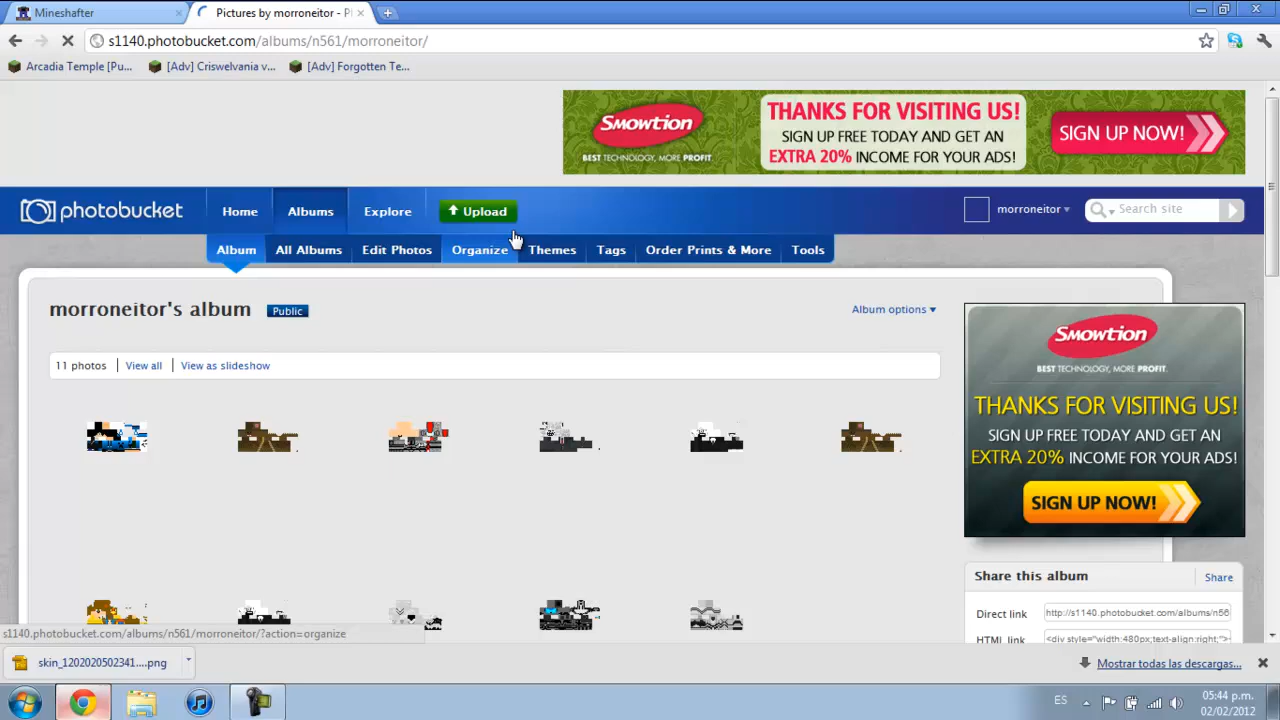 Mineshafter
Pictures by morroneitor - P
s1140.photobucket.com/albums/n561/morroneitor/
Arcadia Temple [Pu... [Adv] Criswelvania v... [Adv] Forgotten Te...
SMOWTION
BEST TECHNOLOGY, MORE PROFIT.
THANKS FOR VISITING US!
SIGN UP FREE TODAY AND GET AN
EXTRA 20% INCOME FOR YOUR ADS!
SIGN UP NOW!
photobucket Home Albums Explore Upload morroneitor Search site
Album All Albums Edit Photos Organize Themes Tags Order Prints & More Tools
morroneitor's album Public Album options
11 photos View all View as slideshow
SMOWTION
BEST TECHNOLOGY, MORE PROFIT.
THANKS FOR VISITING US!
SIGN UP FREE TODAY AND GET AN
EXTRA 20% INCOME FOR YOUR ADS!
SIGN UP NOW!
Share this album Share
Direct link http://s1140.photobucket.com/albums/n56
HTML link <div style="width:480px;text-align:right;">
s1140.photobucket.com/albums/n561/morroneitor/?action=organize
skin_1202020502341....png Mostrar todas las descargas...
ES 05:44 p.m.
02/02/2012